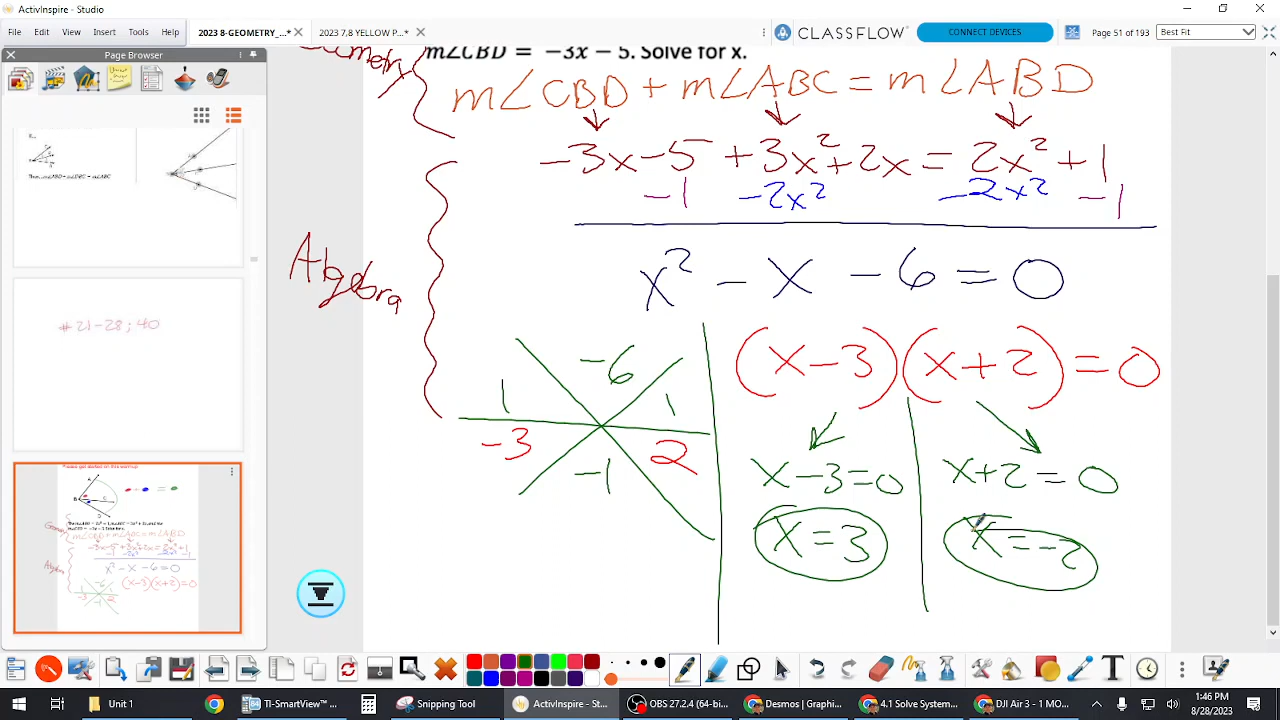 ActivInspire - Studio
File Edit View Insert Tools Help
2023 8-GEOMETRY_...*
2023 7,8 YELLOW P...*
CLASSFLOW
CONNECT DEVICES
Page 51 of 193
Best Fit
Page Browser
# 21-28; 40
Geometry
m∠CBD = -3x - 5. Solve for x.
m∠CBD + m∠ABC = m∠ABD
-3x - 5 + 3x² + 2x = 2x² + 1
-1 -2x² -2x² -1
Algebra
x² - x - 6 = 0
(x-3)(x+2)=0
-6
1 1
-3 2
-1
x-3=0 x+2=0
x=3 x=-2
Unit 1
TI-SmartView™ ...
Snipping Tool
ActivInspire - St...
OBS 27.2.4 (64-bi...
Desmos | Graphi...
4.1 Solve System...
DJI Air 3 - 1 MO...
1:46 PM
8/28/2023